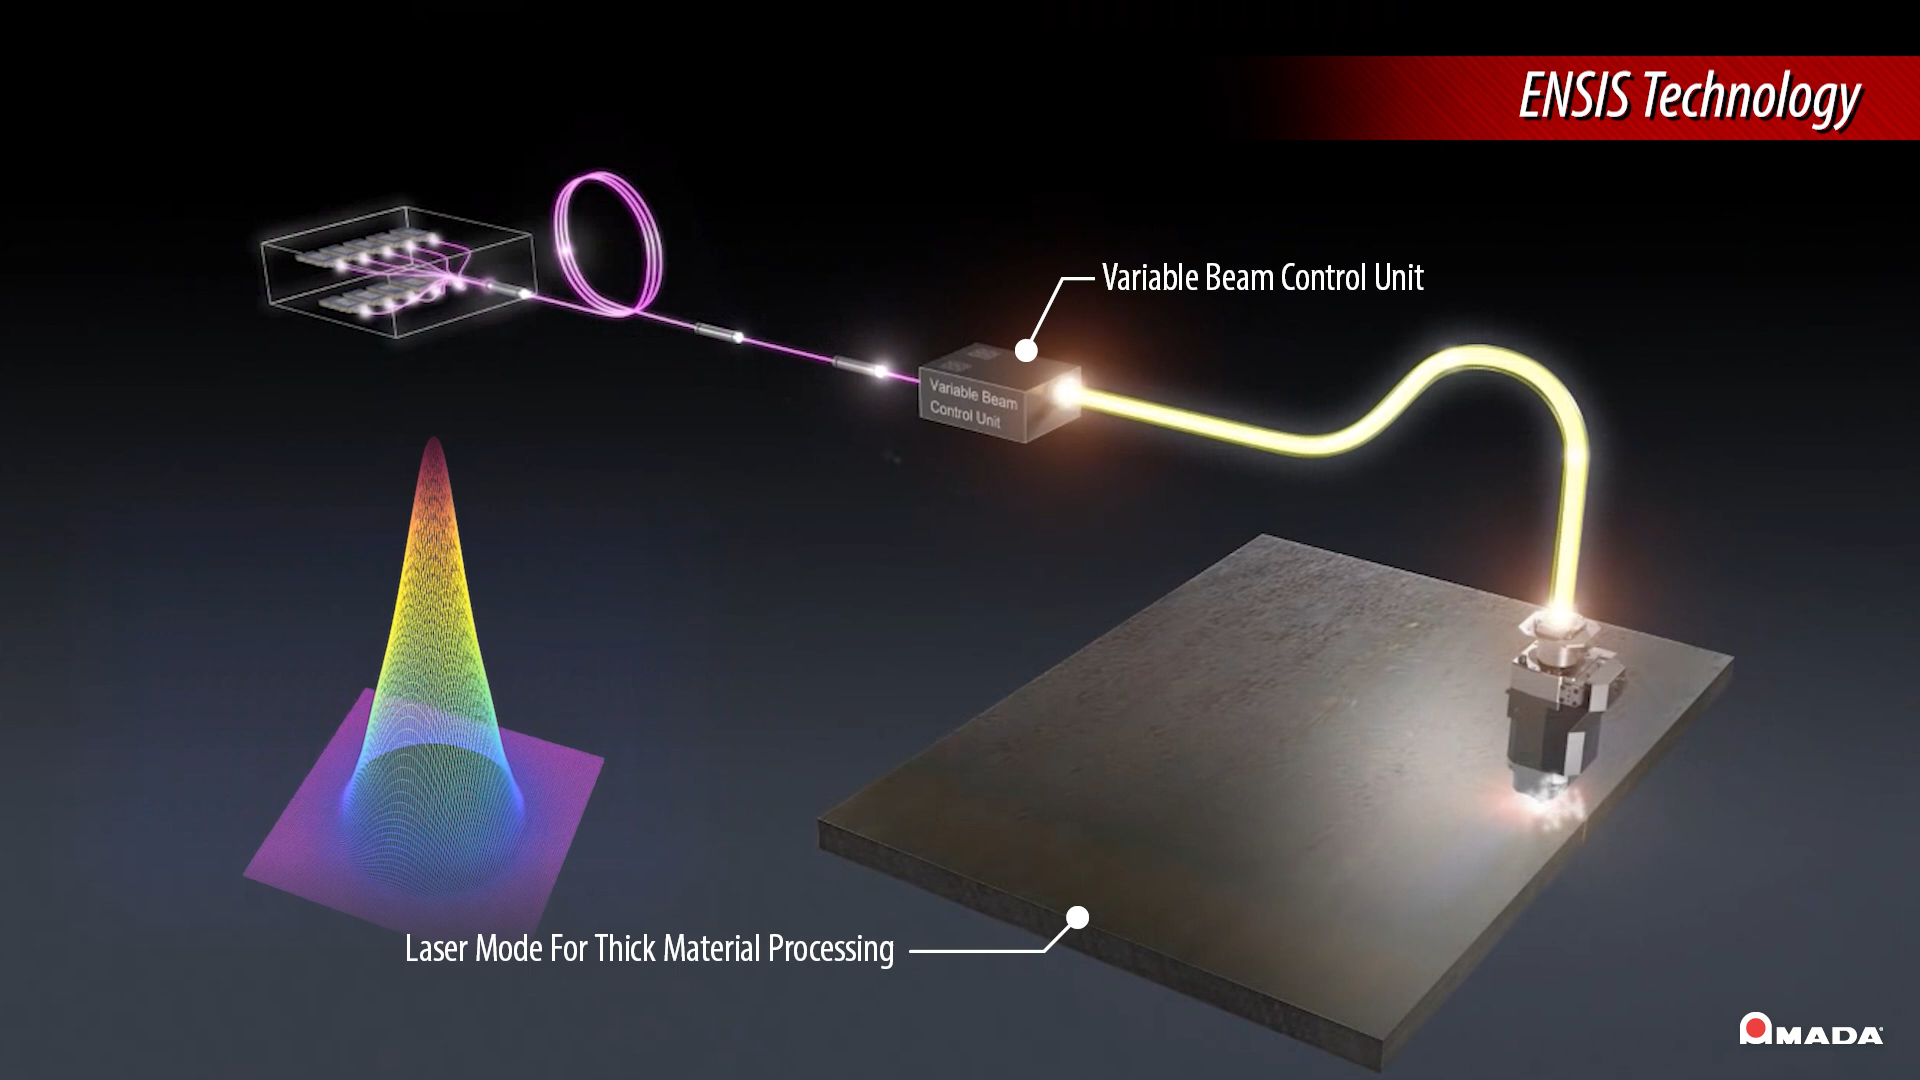 ENSIS Technology
Variable Beam Control Unit
Variable Beam
Control Unit
Laser Mode For Thick Material Processing
AMADA